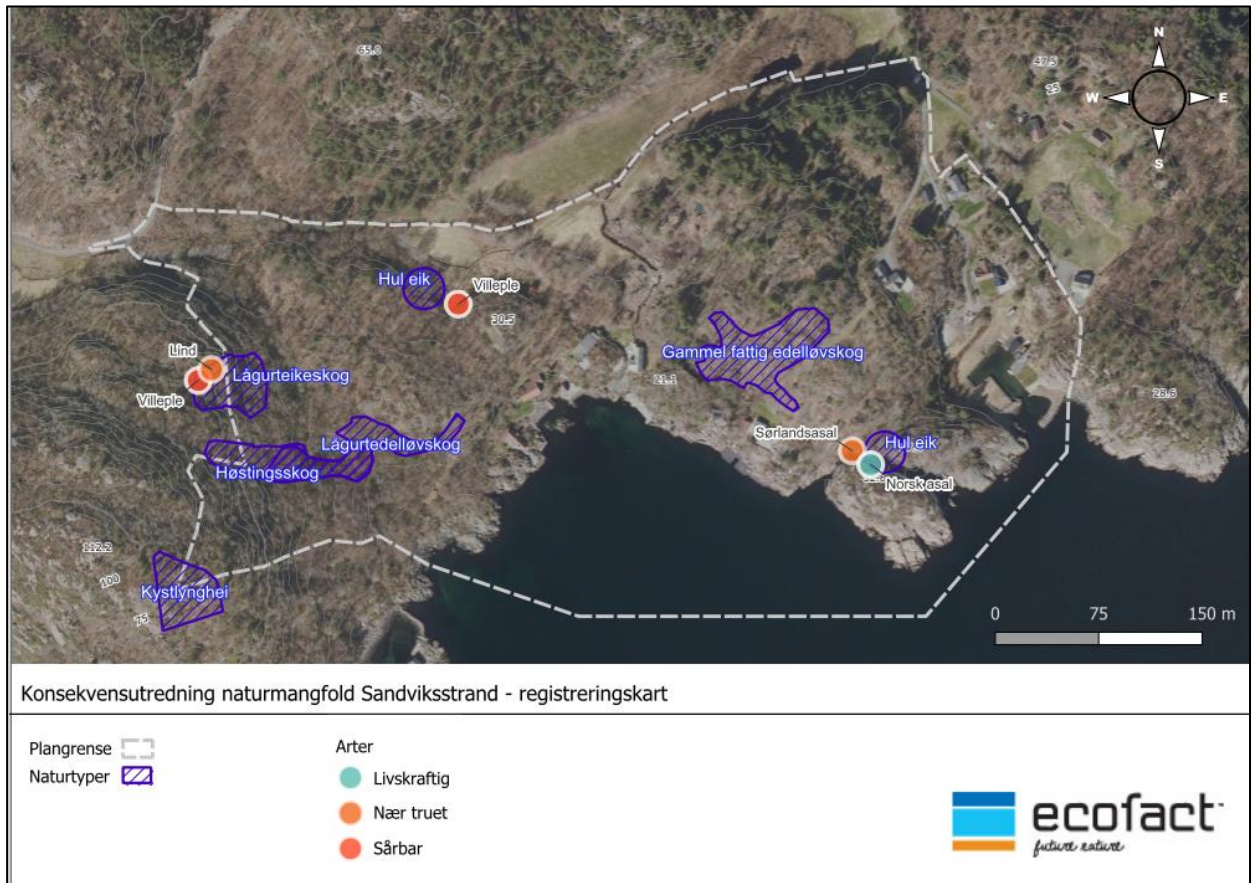 65.0
47.5
25
N
W
E
S
Hul eik
Villeple
30.5
Lind
Lågurteikeskog
Villeple
Gammel fattig edelløvskog
21.1
28.6
Lågurtedelløvskog
Høstingsskog
Sørlandsasal
Hul eik
Norsk asal
112.2
100
75
Kystlynghei
0 75 150 m
Konsekvensutredning naturmangfold Sandviksstrand - registreringskart
Plangrense
Naturtyper
Arter
Livskraftig
Nær truet
Sårbar
ecofact
future nature